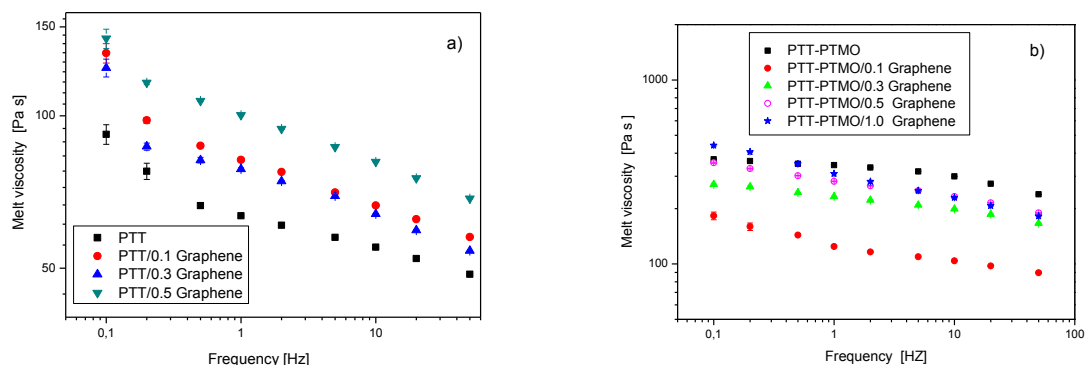 150
100
50
Melt viscosity [Pa s]
a)
PTT
PTT/0.1 Graphene
PTT/0.3 Graphene
PTT/0.5 Graphene
0,1
1
10
Frequency [Hz]
1000
100
Melt viscosity [Pa s]
b)
PTT-PTMO
PTT-PTMO/0.1 Graphene
PTT-PTMO/0.3 Graphene
PTT-PTMO/0.5 Graphene
PTT-PTMO/1.0 Graphene
0,1
1
10
100
Frequency [HZ]